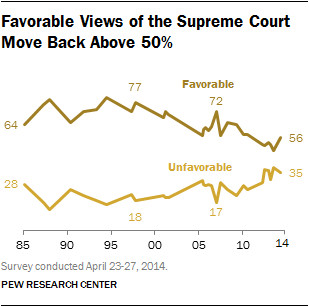 Favorable Views of the Supreme Court
Move Back Above 50%
77
Favorable
72
64
56
Unfavorable
28
35
18
17
85 90 95 00 05 10 14
Survey conducted April 23-27, 2014.
PEW RESEARCH CENTER